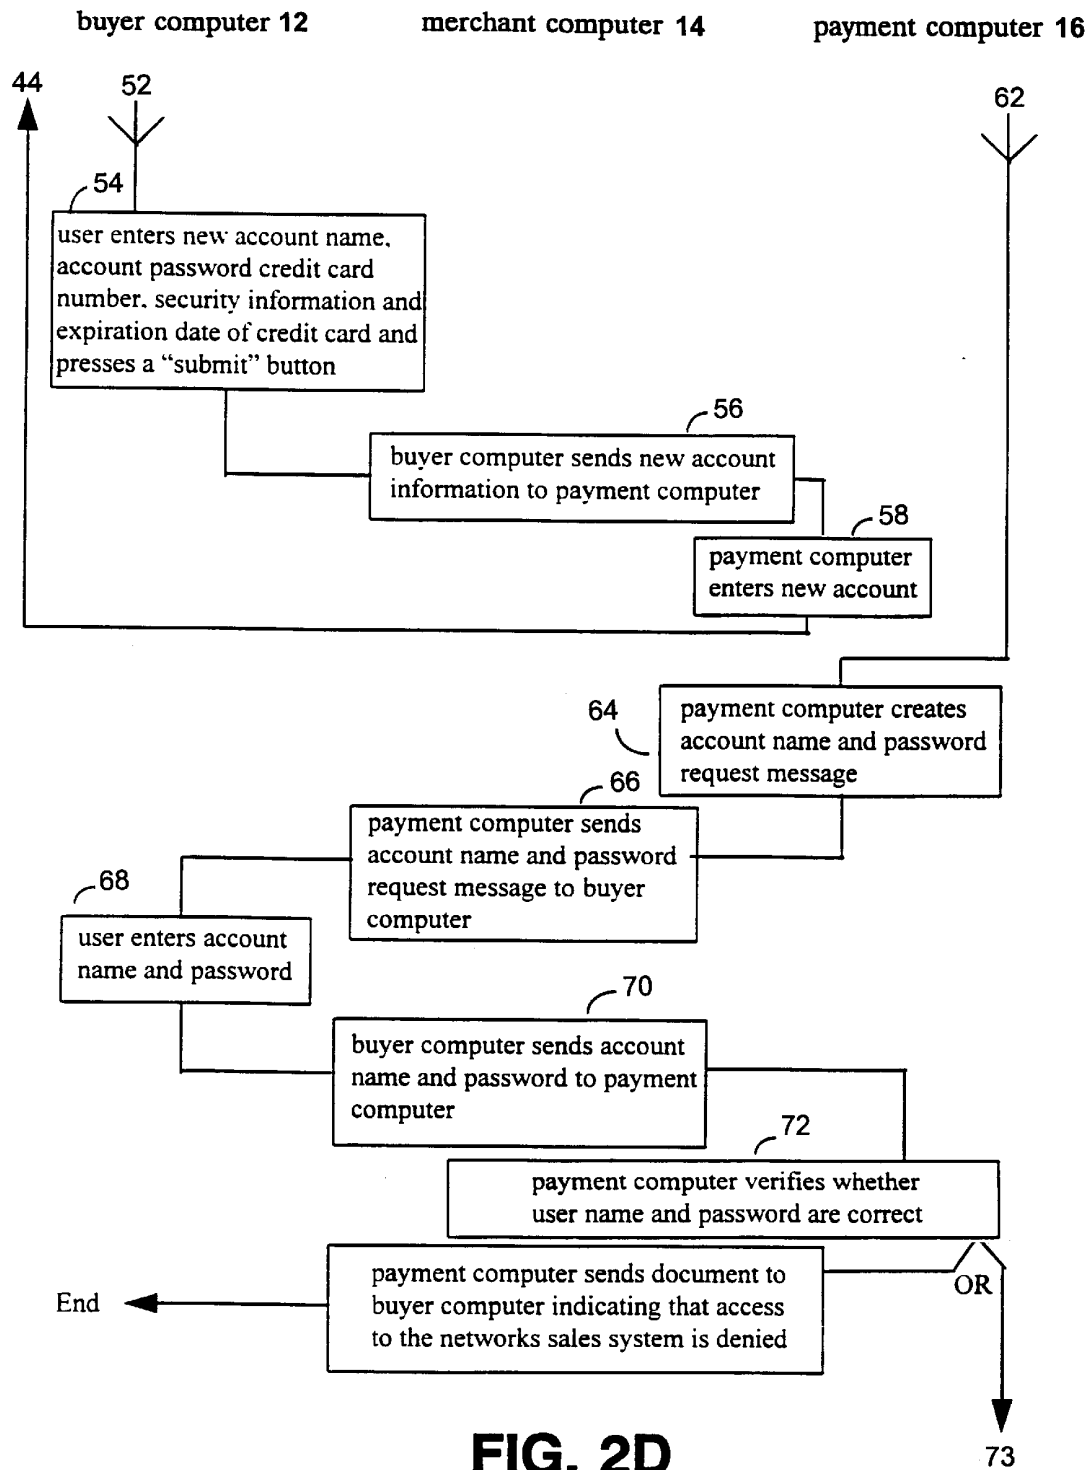 buyer computer 12 merchant computer 14 payment computer 16
44 52 62
54
user enters new account name,
account password credit card
number, security information and
expiration date of credit card and
presses a “submit” button
56
buyer computer sends new account
information to payment computer
58
payment computer
enters new account
64
payment computer creates
account name and password
request message
66
payment computer sends
account name and password
request message to buyer
computer
68
user enters account
name and password
70
buyer computer sends account
name and password to payment
computer
72
payment computer verifies whether
user name and password are correct
OR
payment computer sends document to
buyer computer indicating that access
to the networks sales system is denied
End
73
FIG. 2D